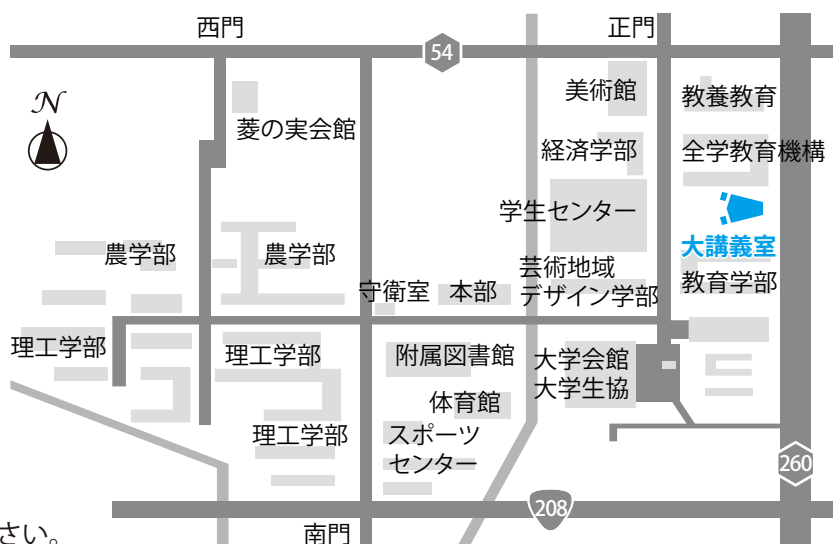 西門
正門
54
N
美術館
教養教育
菱の実会館
経済学部
全学教育機構
学生センター
大講義室
農学部
農学部
芸術地域
デザイン学部
教育学部
守衛室
本部
理工学部
理工学部
附属図書館
大学会館
大学生協
体育館
理工学部
スポーツ
センター
260
208
さい。
南門